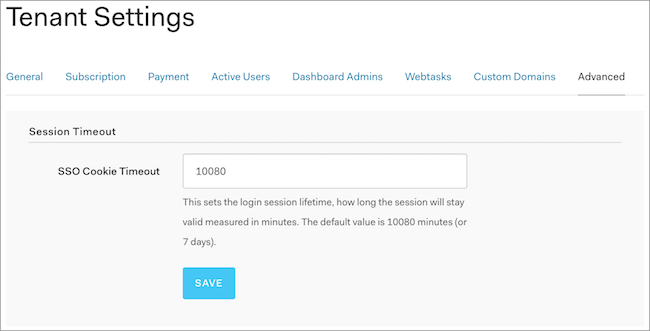 Tenant Settings
General Subscription Payment Active Users Dashboard Admins Webtasks Custom Domains Advanced
Session Timeout
SSO Cookie Timeout 10080
This sets the login session lifetime, how long the session will stay
valid measured in minutes. The default value is 10080 minutes (or
7 days).
SAVE